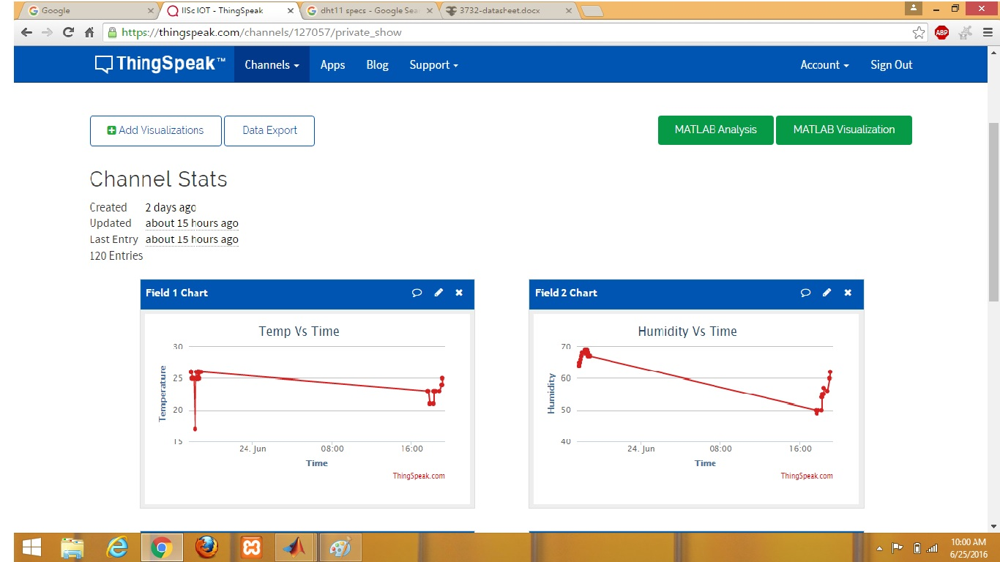 Google
IISc IOT - ThingSpeak
dht11 specs - Google Sea
3732-datasheet.docx
https://thingspeak.com/channels/127057/private_show
ABP
ThingSpeak™
Channels
Apps
Blog
Support
Account
Sign Out
Add Visualizations
Data Export
MATLAB Analysis
MATLAB Visualization
Channel Stats
Created 2 days ago
Updated about 15 hours ago
Last Entry about 15 hours ago
120 Entries
Field 1 Chart
Temp Vs Time
Temperature
30
25
20
15
24. Jun 08:00 16:00
Time
ThingSpeak.com
Field 2 Chart
Humidity Vs Time
Humidity
70
60
50
40
24. Jun 08:00 16:00
Time
ThingSpeak.com
10:00 AM
6/25/2016